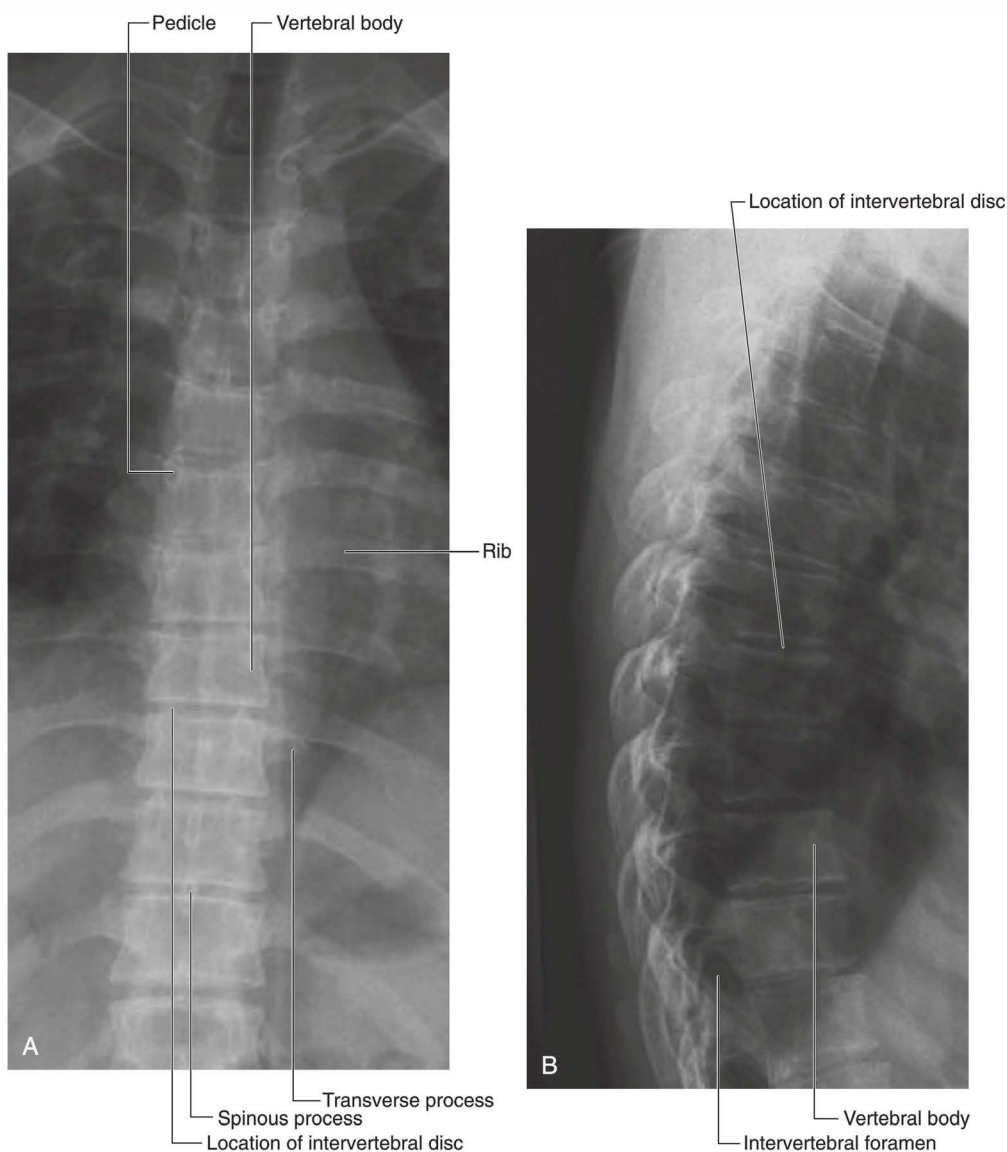 Pedicle
Vertebral body
Location of intervertebral disc
Rib
A
B
Transverse process
Spinous process
Location of intervertebral disc
Vertebral body
Intervertebral foramen